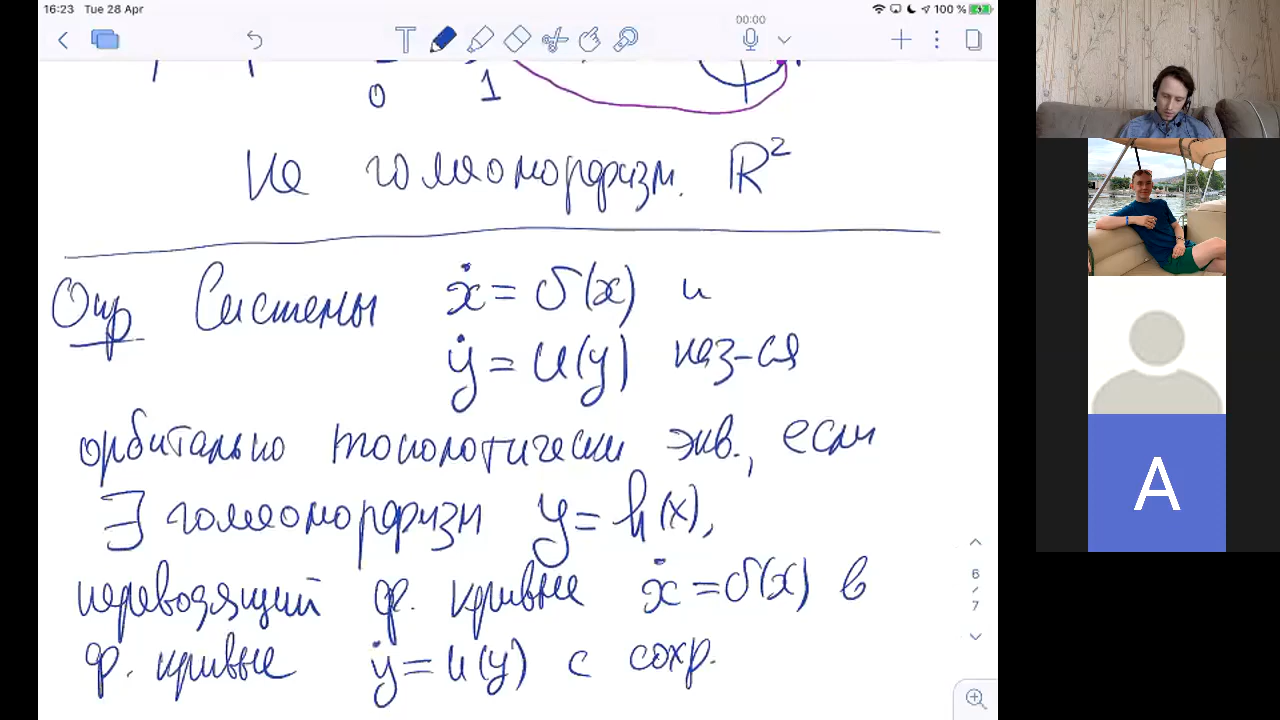 16:23 Tue 28 Apr
100 %
T
00:00
0 1
Не гомеоморфизм. ℝ²
Опр Системы ẋ = v(x) и
ẏ = u(y) наз-ся
орбитально топологически экв., если
∃ гомеоморфизм y = h(x),
переводящий ф. кривые ẋ = v(x) в
ф. кривые ẏ = u(y) с сохр.
6
/
7
A